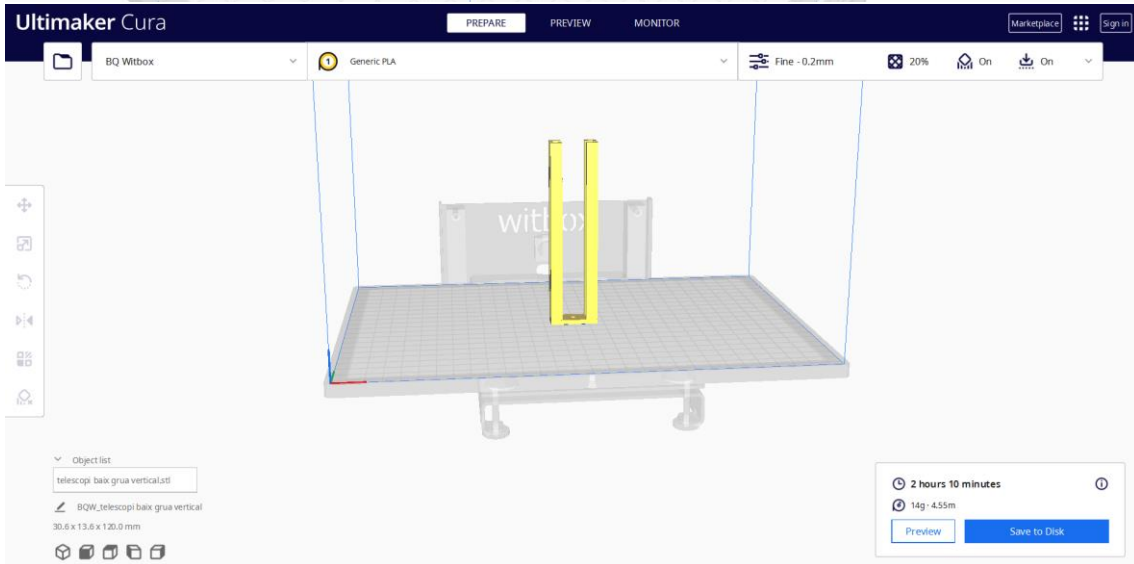 Ultimaker Cura
PREPARE PREVIEW MONITOR
Marketplace
Sign in
BQ Witbox
1
Generic PLA
Fine - 0.2mm
20%
On
On
witbox
Object list
telescopi baix grua vertical.stl
BQW_telescopi baix grua vertical
30.6 x 13.6 x 120.0 mm
2 hours 10 minutes
14g · 4.55m
Preview
Save to Disk